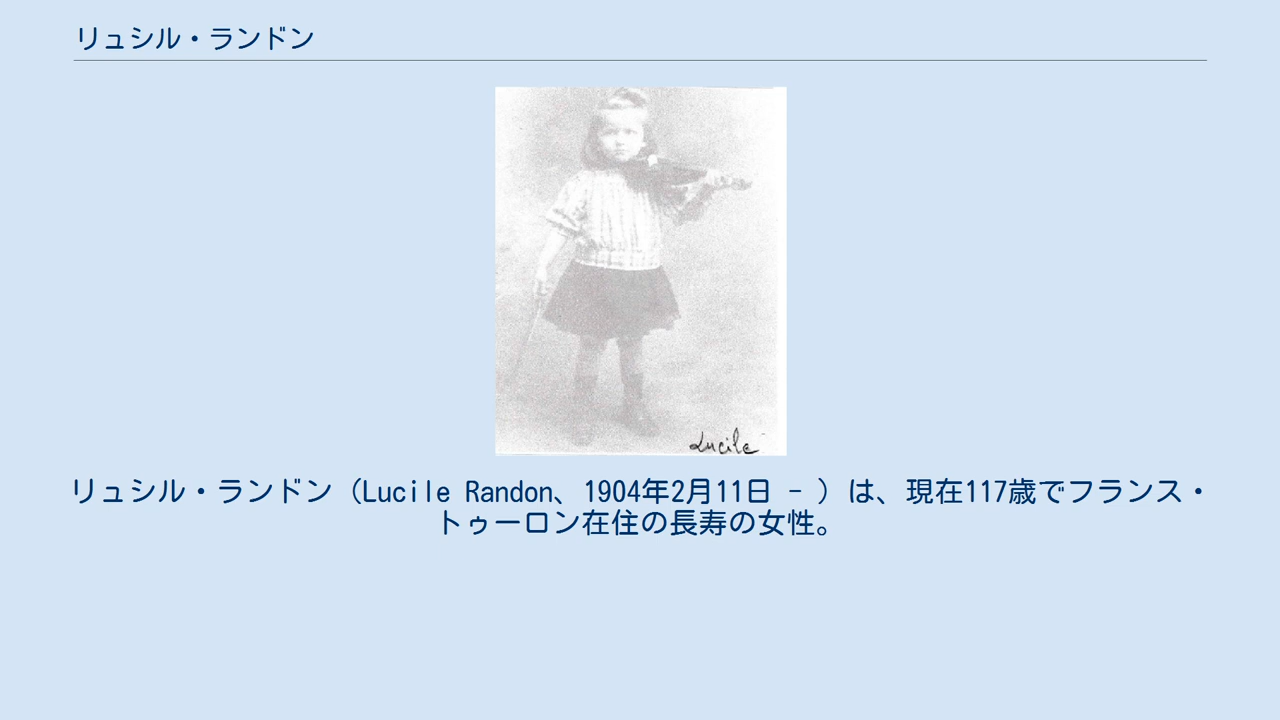 リュシル・ランドン
Lucile
リュシル・ランドン（Lucile Randon、1904年2月11日 - ）は、現在117歳でフランス・
トゥーロン在住の長寿の女性。